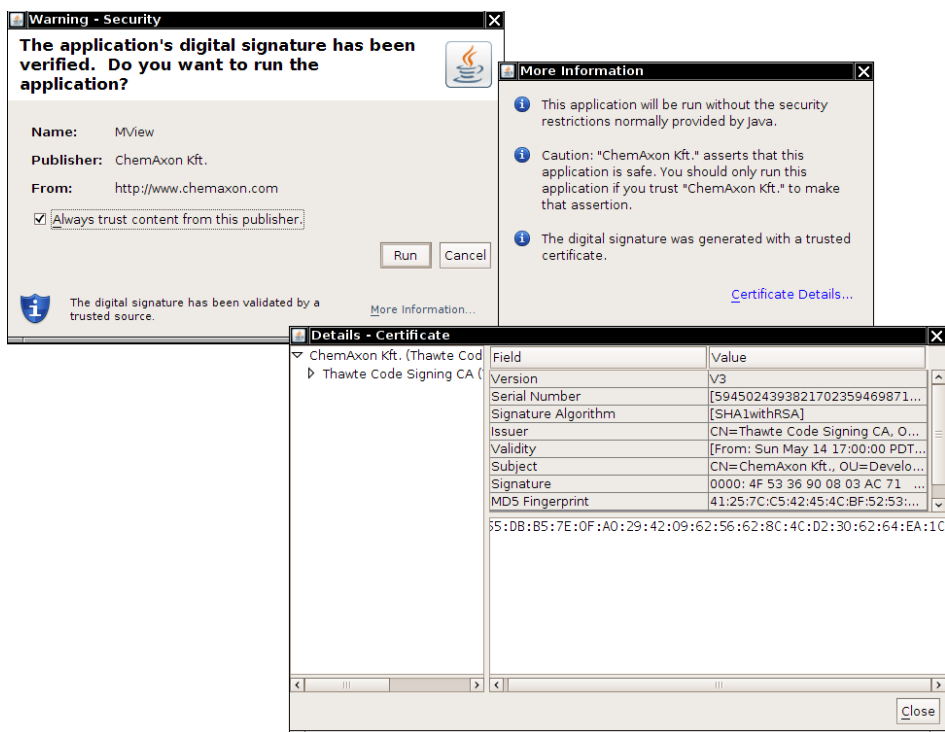 Warning - Security
The application's digital signature has been
verified. Do you want to run the
application?
Name: MView
Publisher: ChemAxon Kft.
From: http://www.chemaxon.com
Always trust content from this publisher.
Run Cancel
The digital signature has been validated by a
trusted source.
More Information...
More Information
This application will be run without the security
restrictions normally provided by Java.
Caution: "ChemAxon Kft." asserts that this
application is safe. You should only run this
application if you trust "ChemAxon Kft." to make
that assertion.
The digital signature was generated with a trusted
certificate.
Certificate Details...
Details - Certificate
ChemAxon Kft. (Thawte Cod
Thawte Code Signing CA (
Field Value
Version V3
Serial Number [5945024393821702359469871...
Signature Algorithm [SHA1withRSA]
Issuer CN=Thawte Code Signing CA, O...
Validity [From: Sun May 14 17:00:00 PDT...
Subject CN=ChemAxon Kft., OU=Develo...
Signature 0000: 4F 53 36 90 08 03 AC 71 ...
MD5 Fingerprint 41:25:7C:C5:42:45:4C:BF:52:53:...
55:DB:B5:7E:0F:A0:29:42:09:62:56:62:8C:4C:D2:30:62:64:EA:1C
Close